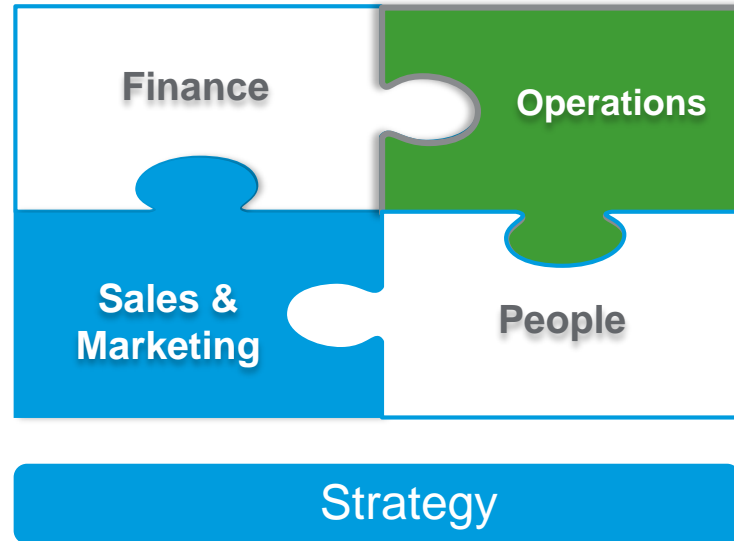 Finance
Operations
Sales &
Marketing
People
Strategy